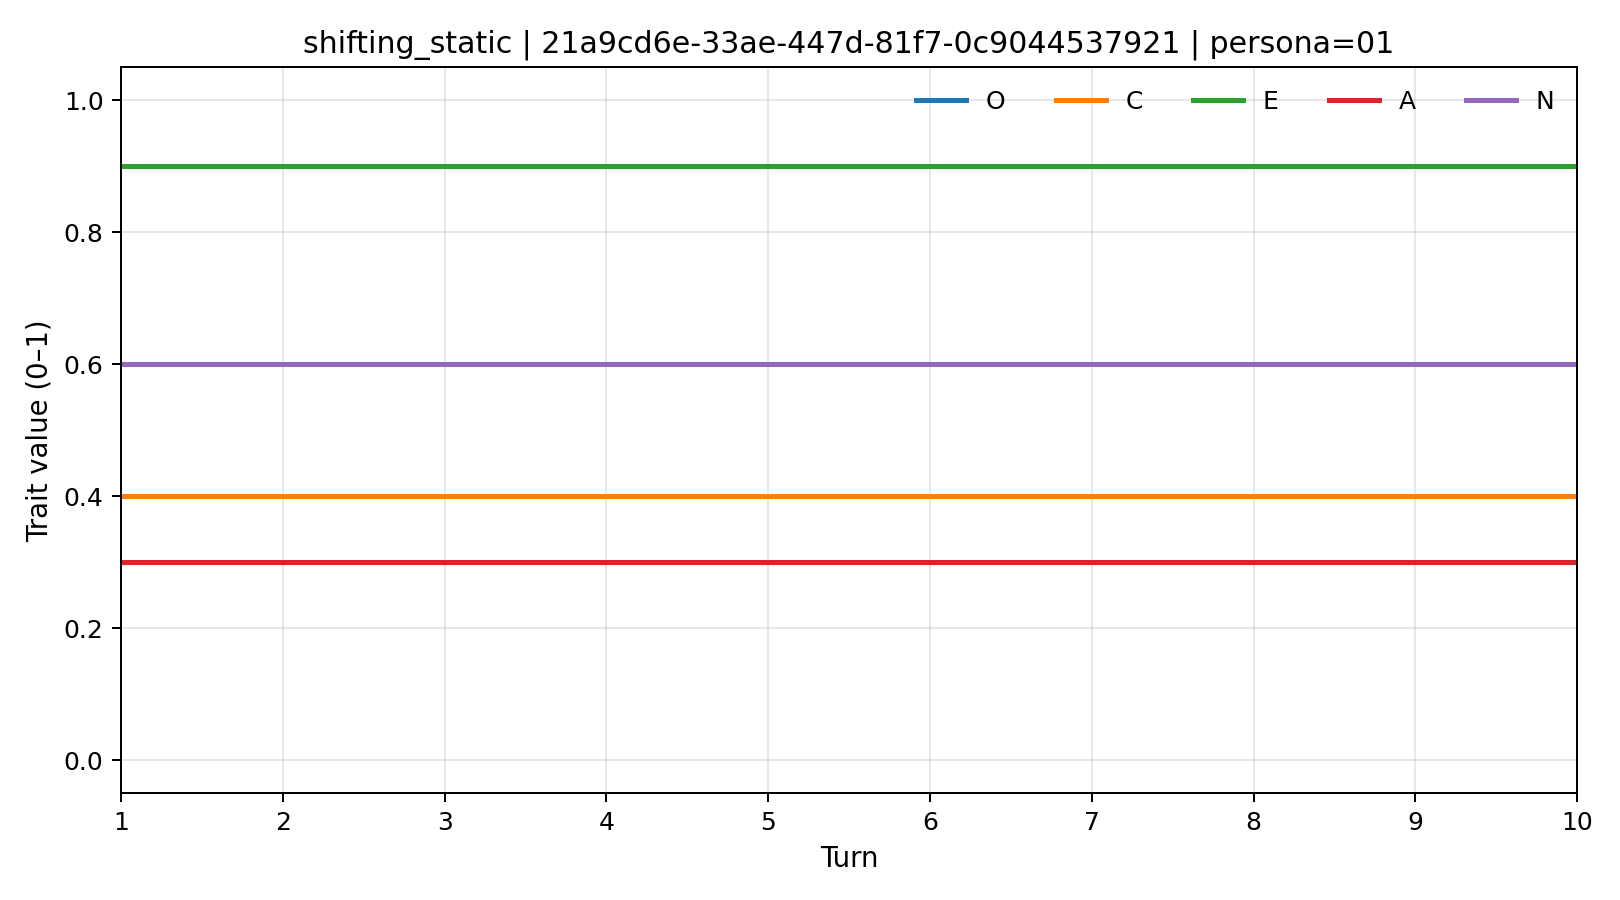 shifting_static | 21a9cd6e-33ae-447d-81f7-0c9044537921 | persona=01
O C E A N
Trait value (0–1)
1.0
0.8
0.6
0.4
0.2
0.0
1 2 3 4 5 6 7 8 9 10
Turn